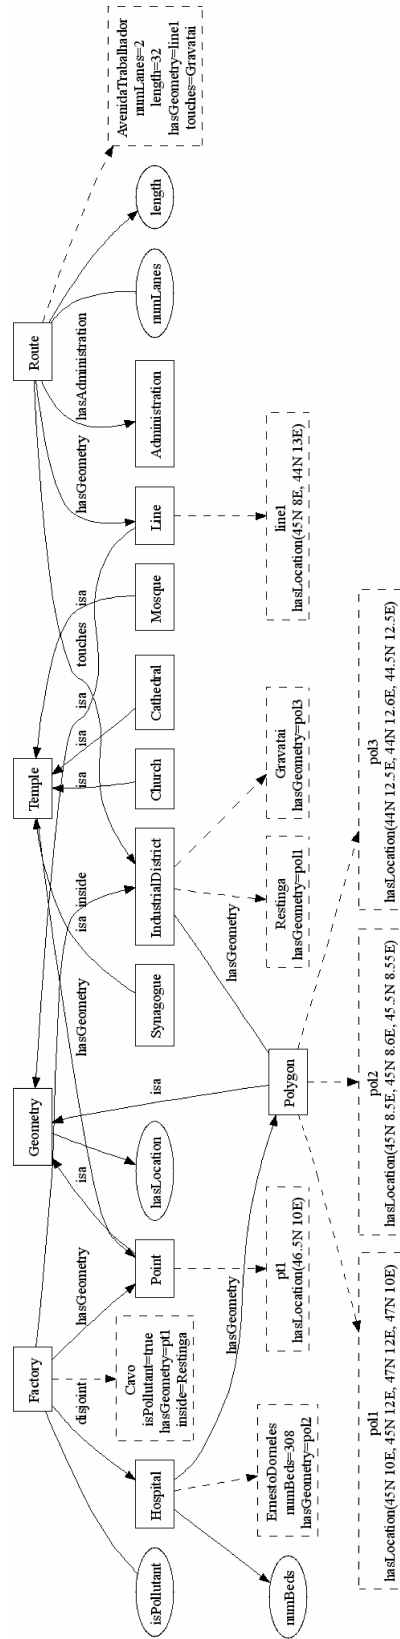 Factory
Geometry
Temple
Route
disjoint
hasGeometry
isa
hasGeometry
isa
inside
isa
isa
touches
isa
hasGeometry
hasAdministration
isPollutant
Hospital
Cavo
isPollutant=true
hasGeometry=pt1
inside=Restinga
Point
hasLocation
Synagogue
IndustrialDistrict
Church
Cathedral
Mosque
Line
Administration
numLanes
length
AvenidaTrabalhador
numLanes=2
length=32
hasGeometry=line1
touches=Gravatai
hasGeometry
isa
hasGeometry
numBeds
ErnestoDorneles
numBeds=308
hasGeometry=pol2
pt1
hasLocation(46.5N 10E)
Polygon
Restinga
hasGeometry=pol1
Gravatai
hasGeometry=pol3
line1
hasLocation(45N 8E, 44N 13E)
pol1
hasLocation(45N 10E, 45N 12E, 47N 12E, 47N 10E)
pol2
hasLocation(45N 8.5E, 45N 8.6E, 45.5N 8.55E)
pol3
hasLocation(44N 12.5E, 44N 12.6E, 44.5N 12.5E)